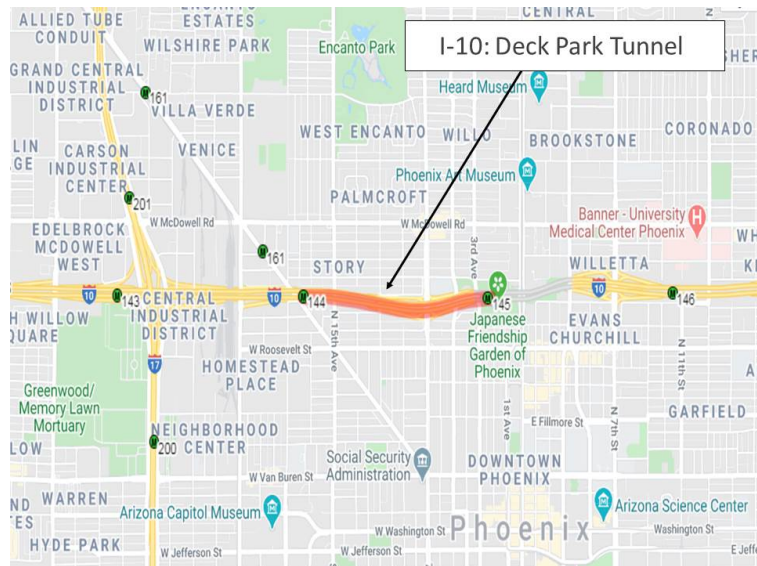 ALLIED TUBE
CONDUIT
ENCANTO
ESTATES
WILSHIRE PARK
Encanto Park
CENTRAL
I-10: Deck Park Tunnel
GRAND CENTRAL
INDUSTRIAL
DISTRICT
161
VILLA VERDE
Heard Museum
WEST ENCANTO
WILLO
BROOKSTONE
CORONADO
VENICE
CARSON
INDUSTRIAL
CENTER
Phoenix Art Museum
PALMCROFT
201
W McDowell Rd
W McDowell Rd
Banner - University
Medical Center Phoenix
H
EDELBROCK
MCDOWELL
WEST
161
STORY
3rd Ave
WILLETTA
10
143
CENTRAL
INDUSTRIAL
DISTRICT
10
144
145
10
146
N 15th Ave
Japanese
Friendship
Garden of
Phoenix
EVANS
CHURCHILL
N 11th St
W Roosevelt St
17
HOMESTEAD
PLACE
Greenwood/
Memory Lawn
Mortuary
1st Ave
E Fillmore St
N 7th St
GARFIELD
NEIGHBORHOOD
CENTER
200
Social Security
Administration
DOWNTOWN
PHOENIX
W Van Buren St
WARREN
Arizona Capitol Museum
Arizona Science Center
W Washington St
Phoenix
Washington St
HYDE PARK
W Jefferson St
W Jefferson St